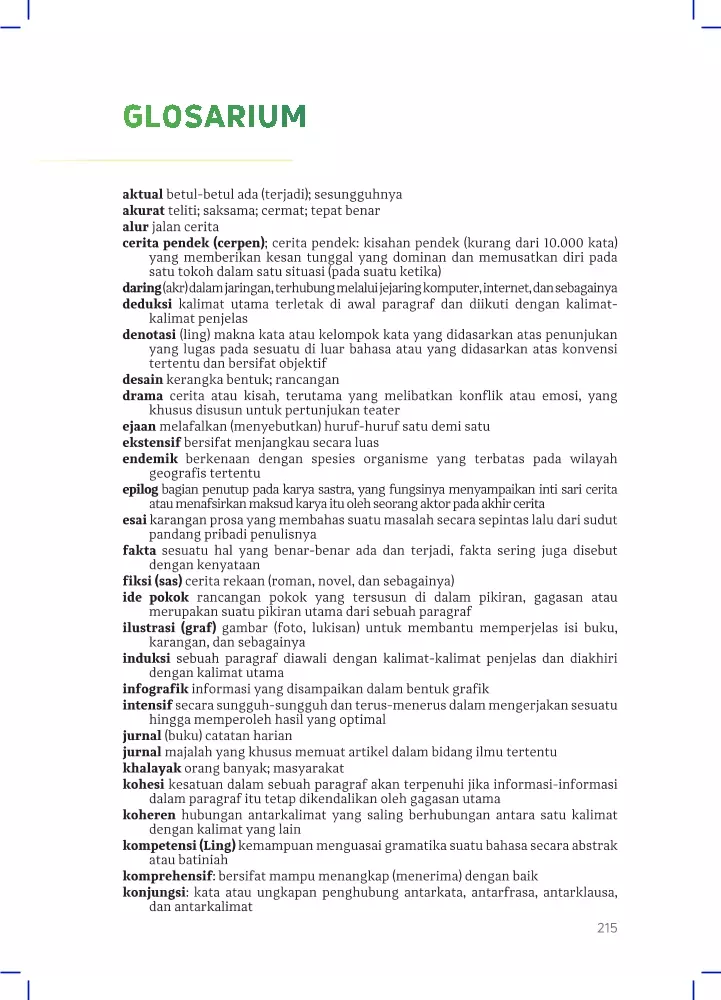 GLOSARIUM
aktual betul-betul ada (terjadi); sesungguhnya
akurat teliti; saksama; cermat; tepat benar
alur jalan cerita
cerita pendek (cerpen); cerita pendek: kisahan pendek (kurang dari 10.000 kata)
yang memberikan kesan tunggal yang dominan dan memusatkan diri pada
satu tokoh dalam satu situasi (pada suatu ketika)
daring (akr) dalam jaringan, terhubung melalui jejaring komputer, internet, dan sebagainya
deduksi kalimat utama terletak di awal paragraf dan diikuti dengan kalimat-
kalimat penjelas
denotasi (ling) makna kata atau kelompok kata yang didasarkan atas penunjukan
yang lugas pada sesuatu di luar bahasa atau yang didasarkan atas konvensi
tertentu dan bersifat objektif
desain kerangka bentuk; rancangan
drama cerita atau kisah, terutama yang melibatkan konflik atau emosi, yang
khusus disusun untuk pertunjukan teater
ejaan melafalkan (menyebutkan) huruf-huruf satu demi satu
ekstensif bersifat menjangkau secara luas
endemik berkenaan dengan spesies organisme yang terbatas pada wilayah
geografis tertentu
epilog bagian penutup pada karya sastra, yang fungsinya menyampaikan inti sari cerita
atau menafsirkan maksud karya itu oleh seorang aktor pada akhir cerita
esai karangan prosa yang membahas suatu masalah secara sepintas lalu dari sudut
pandang pribadi penulisnya
fakta sesuatu hal yang benar-benar ada dan terjadi, fakta sering juga disebut
dengan kenyataan
fiksi (sas) cerita rekaan (roman, novel, dan sebagainya)
ide pokok rancangan pokok yang tersusun di dalam pikiran, gagasan atau
merupakan suatu pikiran utama dari sebuah paragraf
ilustrasi (graf) gambar (foto, lukisan) untuk membantu memperjelas isi buku,
karangan, dan sebagainya
induksi sebuah paragraf diawali dengan kalimat-kalimat penjelas dan diakhiri
dengan kalimat utama
infografik informasi yang disampaikan dalam bentuk grafik
intensif secara sungguh-sungguh dan terus-menerus dalam mengerjakan sesuatu
hingga memperoleh hasil yang optimal
jurnal (buku) catatan harian
jurnal majalah yang khusus memuat artikel dalam bidang ilmu tertentu
khalayak orang banyak; masyarakat
kohesi kesatuan dalam sebuah paragraf akan terpenuhi jika informasi-informasi
dalam paragraf itu tetap dikendalikan oleh gagasan utama
koheren hubungan antarkalimat yang saling berhubungan antara satu kalimat
dengan kalimat yang lain
kompetensi (Ling) kemampuan menguasai gramatika suatu bahasa secara abstrak
atau batiniah
komprehensif: bersifat mampu menangkap (menerima) dengan baik
konjungsi: kata atau ungkapan penghubung antarkata, antarfrasa, antarklausa,
dan antarkalimat
215